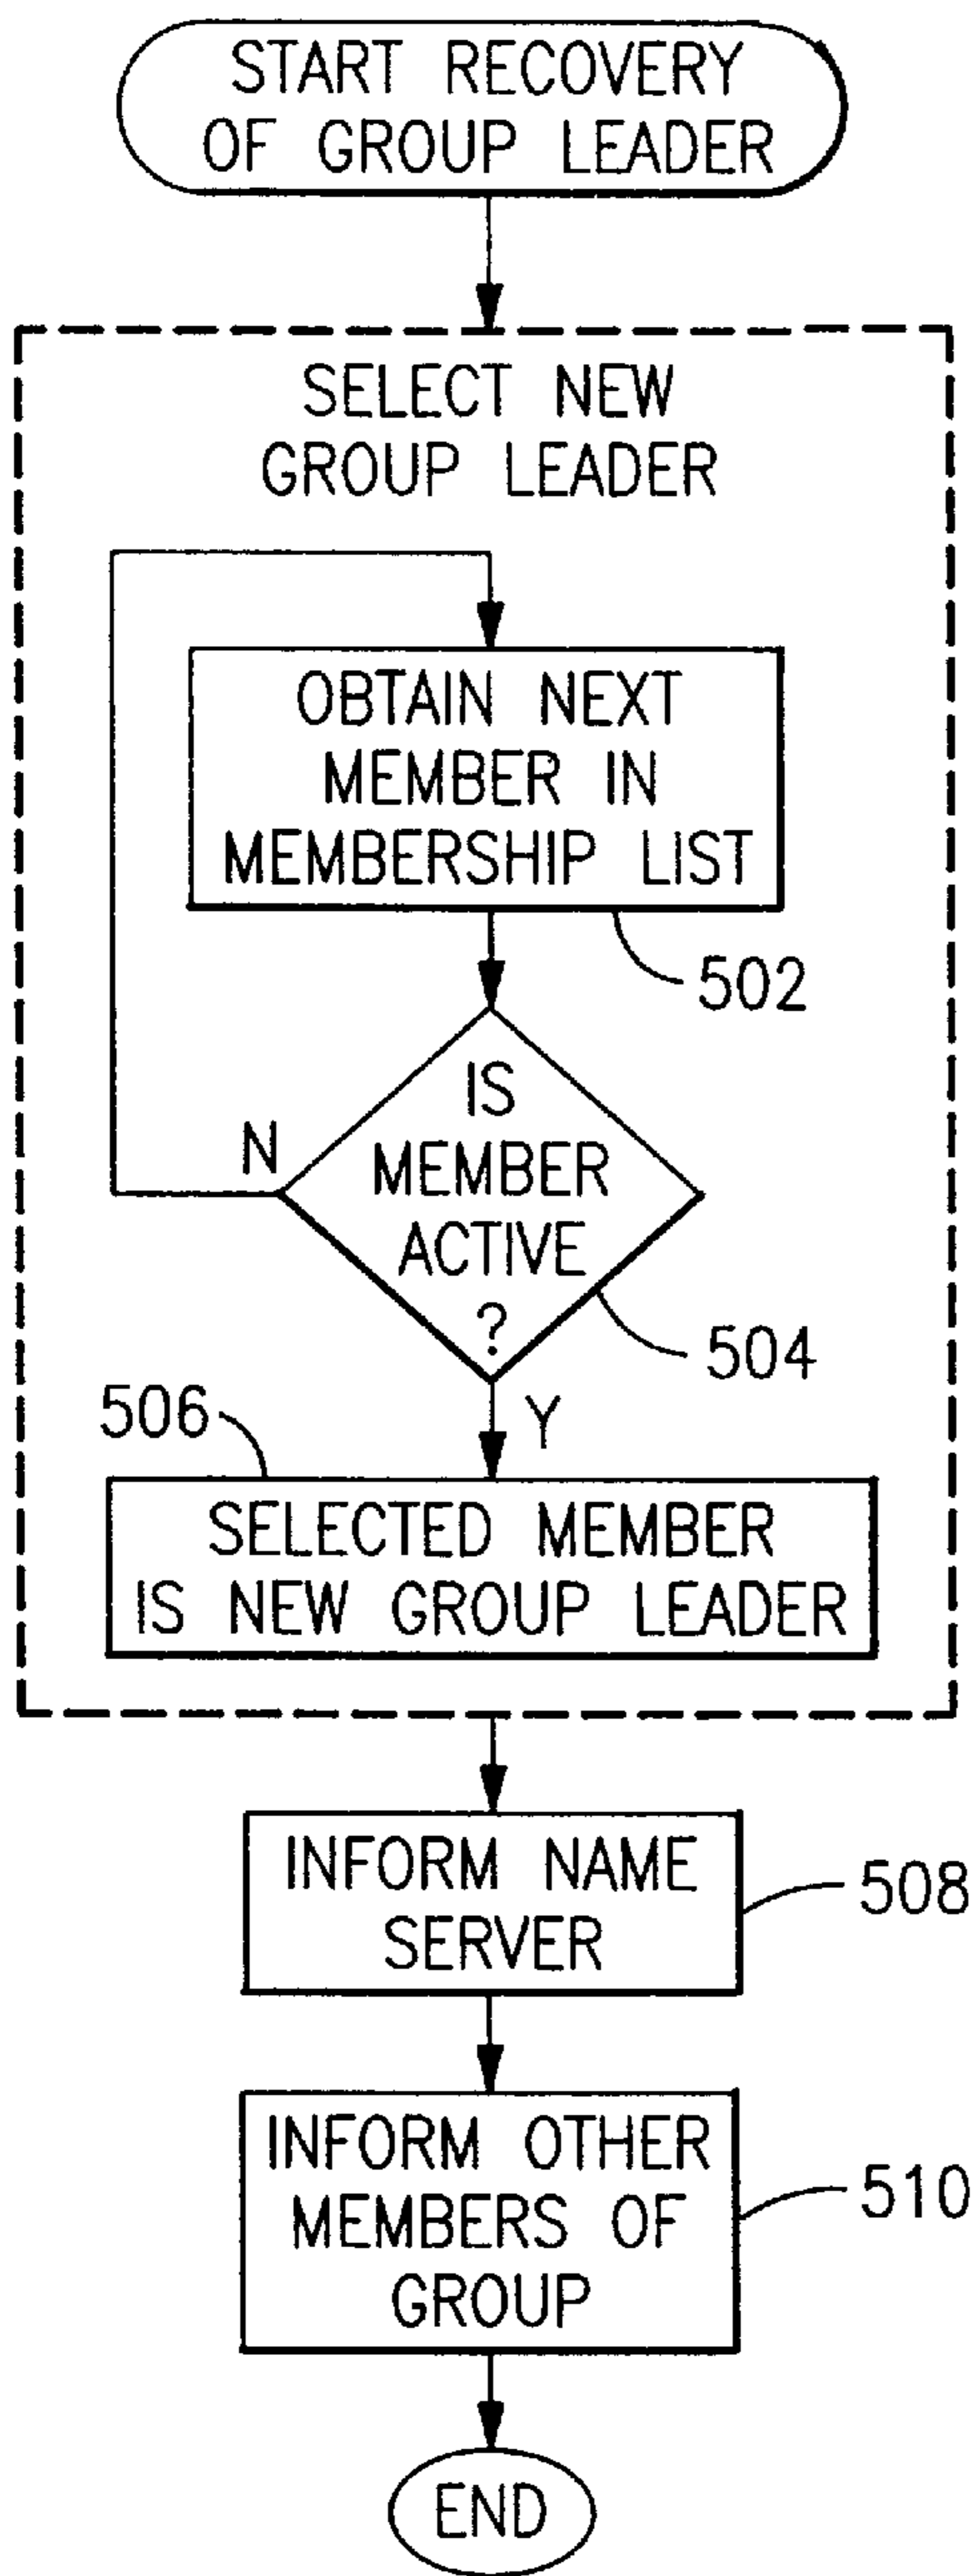 START RECOVERY
OF GROUP LEADER
SELECT NEW
GROUP LEADER
OBTAIN NEXT
MEMBER IN
MEMBERSHIP LIST
502
IS
MEMBER
ACTIVE
?
N
504
Y
506
SELECTED MEMBER
IS NEW GROUP LEADER
INFORM NAME
SERVER
508
INFORM OTHER
MEMBERS OF
GROUP
510
END